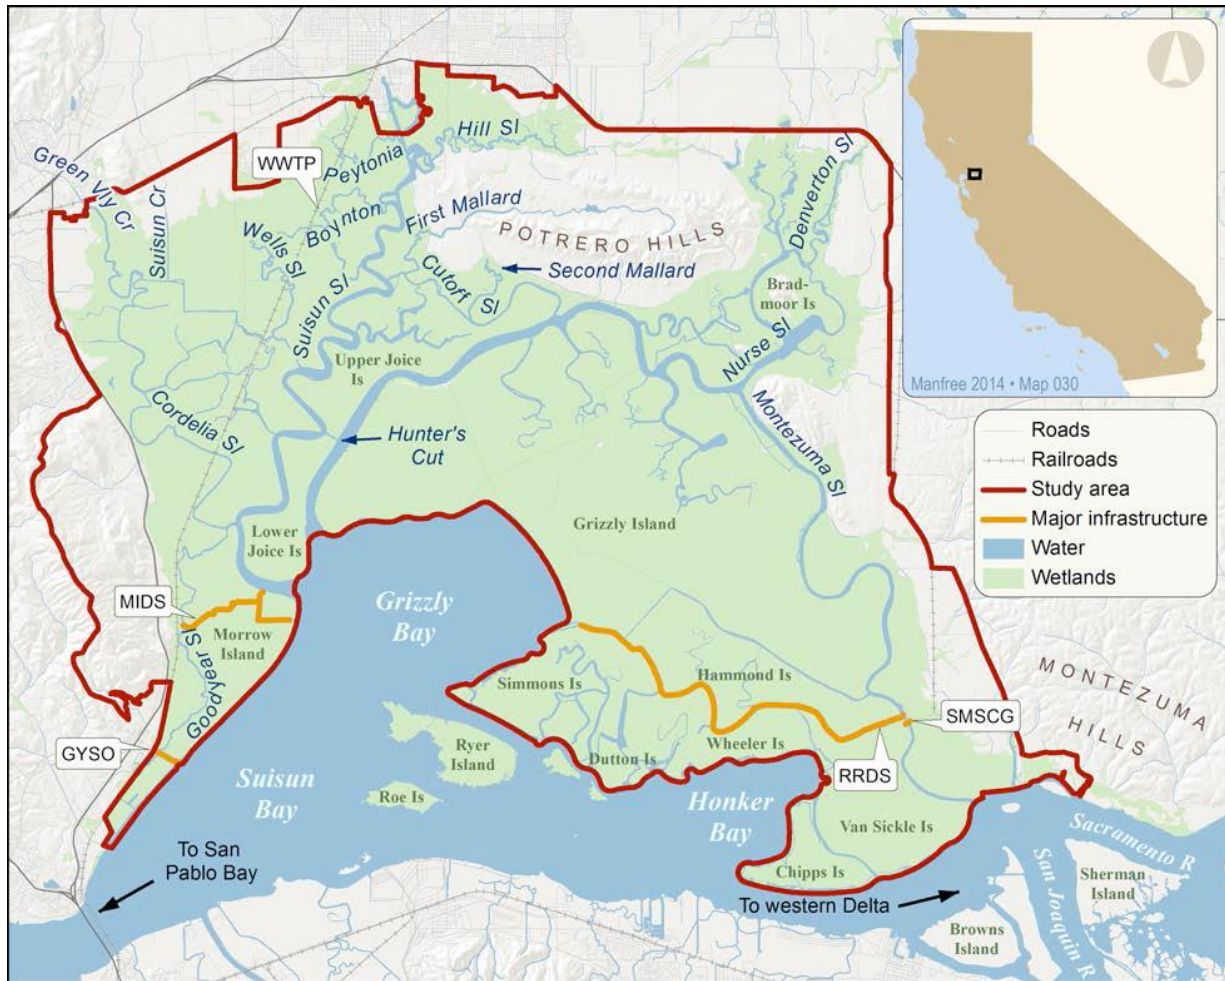 Hill Sl
WWTP
Peytonia
Green Vly Cr
Suisun Cr
Denverton Sl
Boynton
First Mallard
Wells Sl
POTRERO HILLS
Second Mallard
Cutoff Sl
Suisun Sl
Brad-
moor Is
Nurse Sl
Upper Joice
Is
Manfree 2014 • Map 030
Cordelia Sl
Montezuma Sl
Hunter's
Cut
Roads
Railroads
Study area
Major infrastructure
Water
Wetlands
Lower
Joice Is
Grizzly Island
MIDS
Grizzly
Bay
Morrow
Island
Goodyear Sl
Simmons Is
Hammond Is
MONTEZUMA
HILLS
SMSCG
GYSO
Ryer
Island
Dutton Is
Wheeler Is
RRDS
Suisun
Bay
Roe Is
Honker
Bay
Van Sickle Is
Sacramento R
To San
Pablo Bay
Chipps Is
San Joaquin R
Sherman
Island
To western Delta
Browns
Island